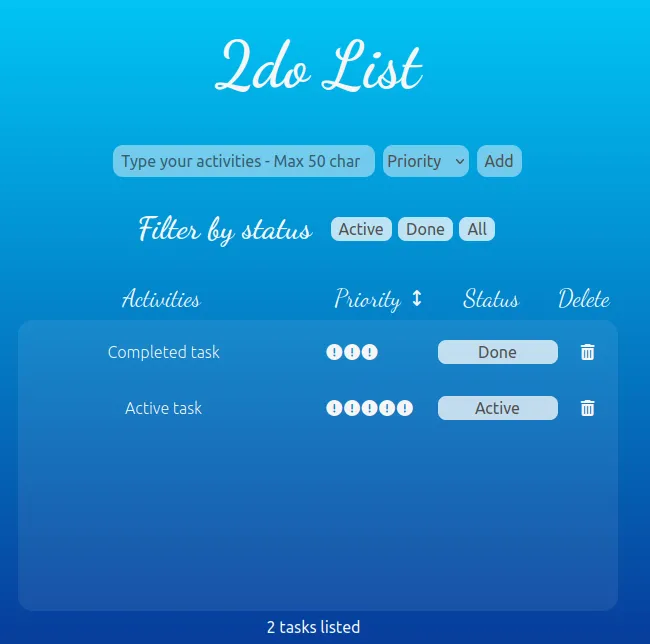 2do List
Type your activities - Max 50 char Priority Add
Filter by status Active Done All
Activities Priority ↕ Status Delete
Completed task ! ! ! Done
Active task ! ! ! ! ! Active
2 tasks listed